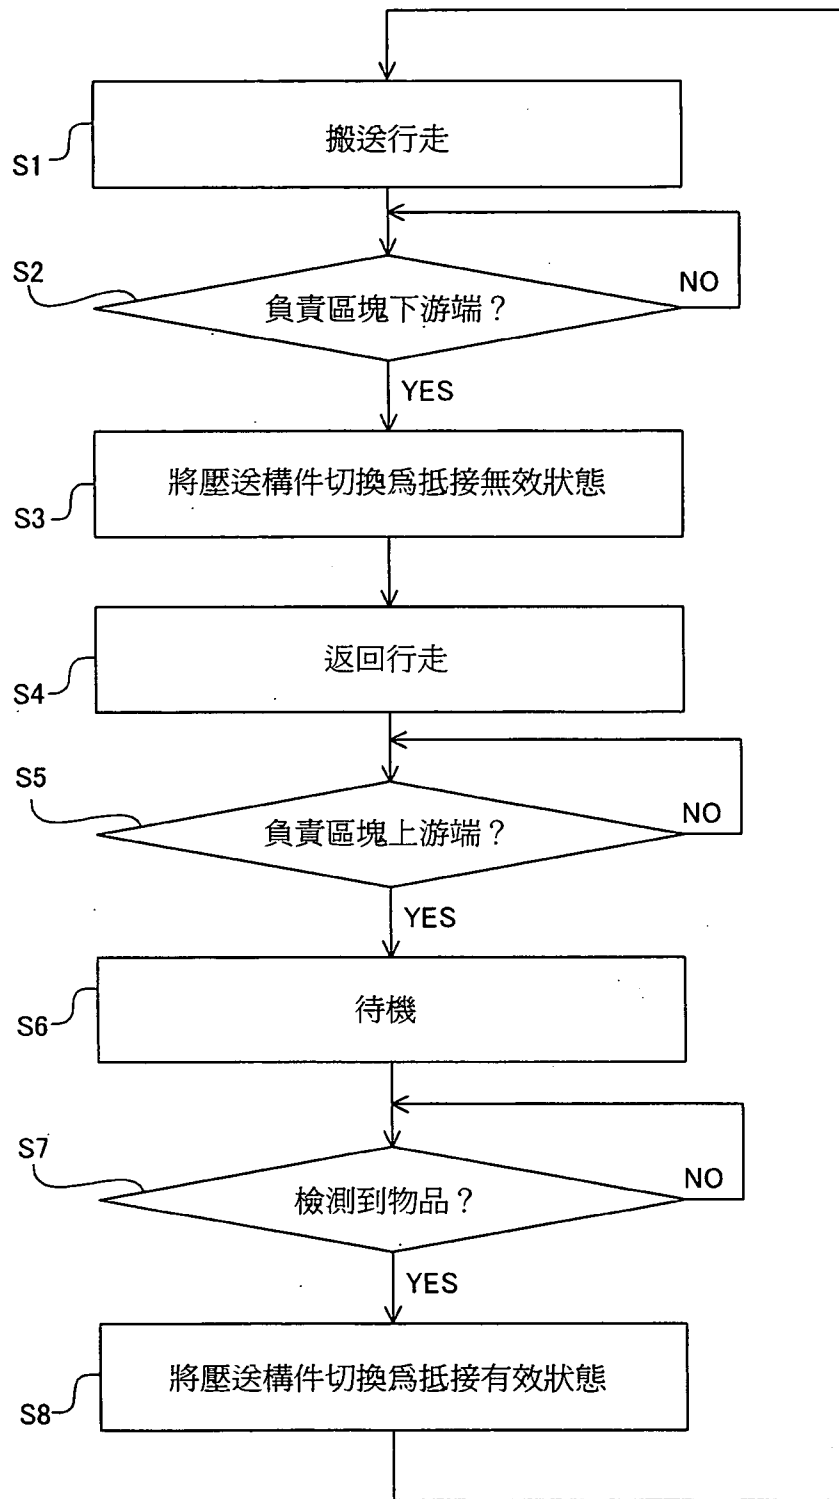 S1
搬送行走
S2
負責區塊下游端？
NO
YES
S3
將壓送構件切換為抵接無效狀態
S4
返回行走
S5
負責區塊上游端？
NO
YES
S6
待機
S7
檢測到物品？
NO
YES
S8
將壓送構件切換為抵接有效狀態